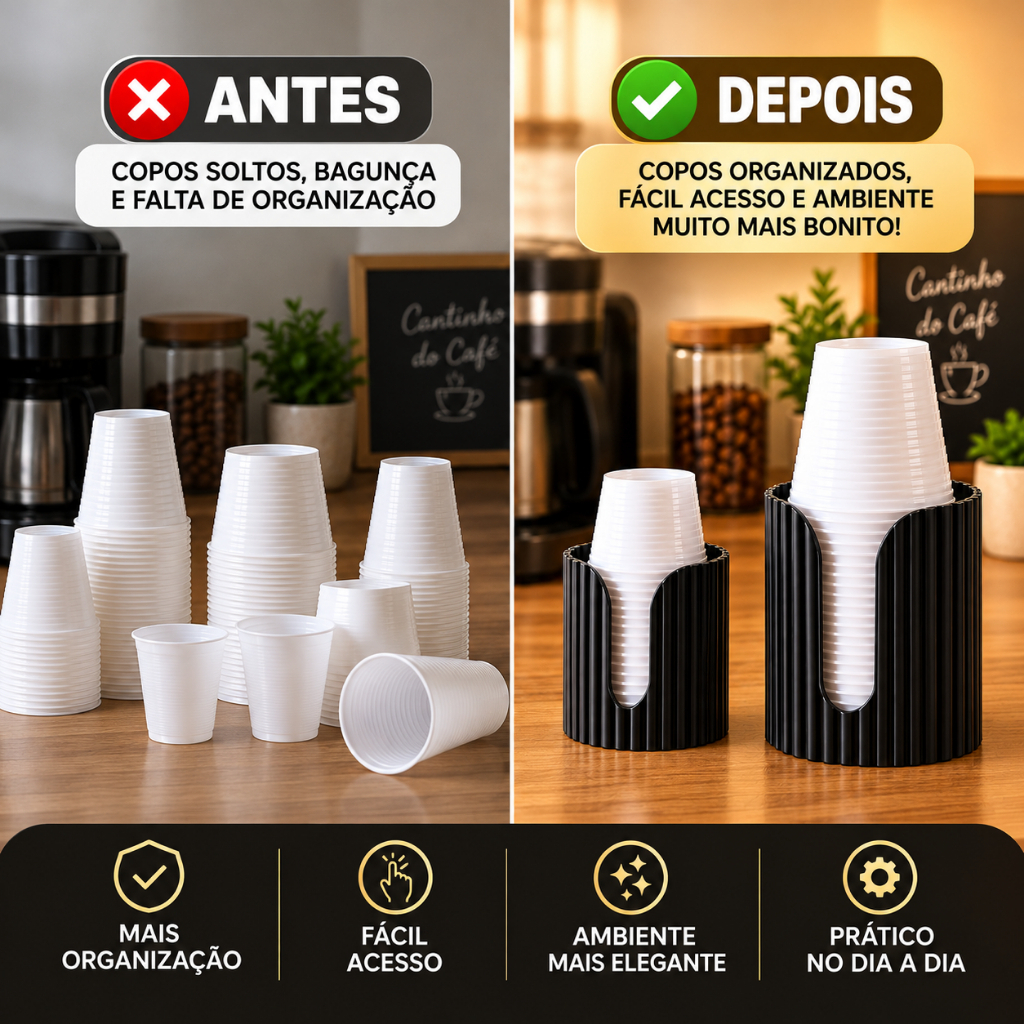 ANTES
COPOS SOLTOS, BAGUNÇA
E FALTA DE ORGANIZAÇÃO
DEPOIS
COPOS ORGANIZADOS,
FÁCIL ACESSO E AMBIENTE
MUITO MAIS BONITO!
Cantinho
do Café
Cantinho
do Café
MAIS
ORGANIZAÇÃO
FÁCIL
ACESSO
AMBIENTE
MAIS ELEGANTE
PRÁTICO
NO DIA A DIA